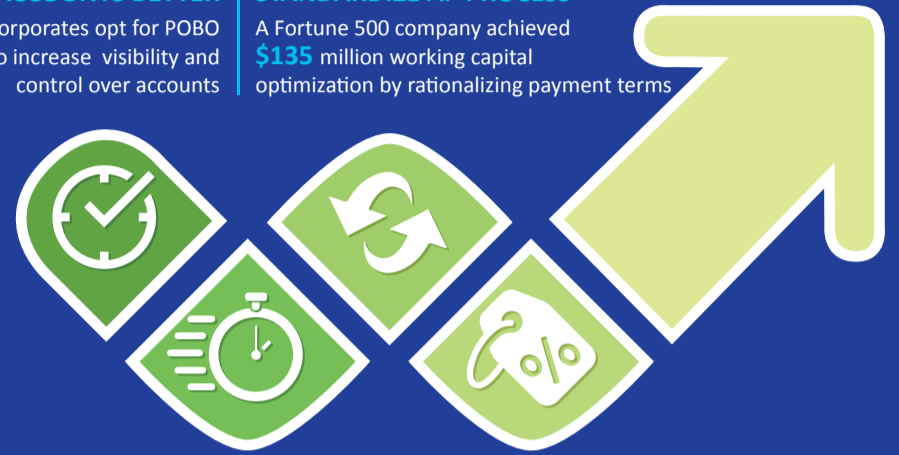 BETTER
orporates opt for POBO
o increase visibility and
control over accounts
A Fortune 500 company achieved
$135 million working capital
optimization by rationalizing payment terms
%